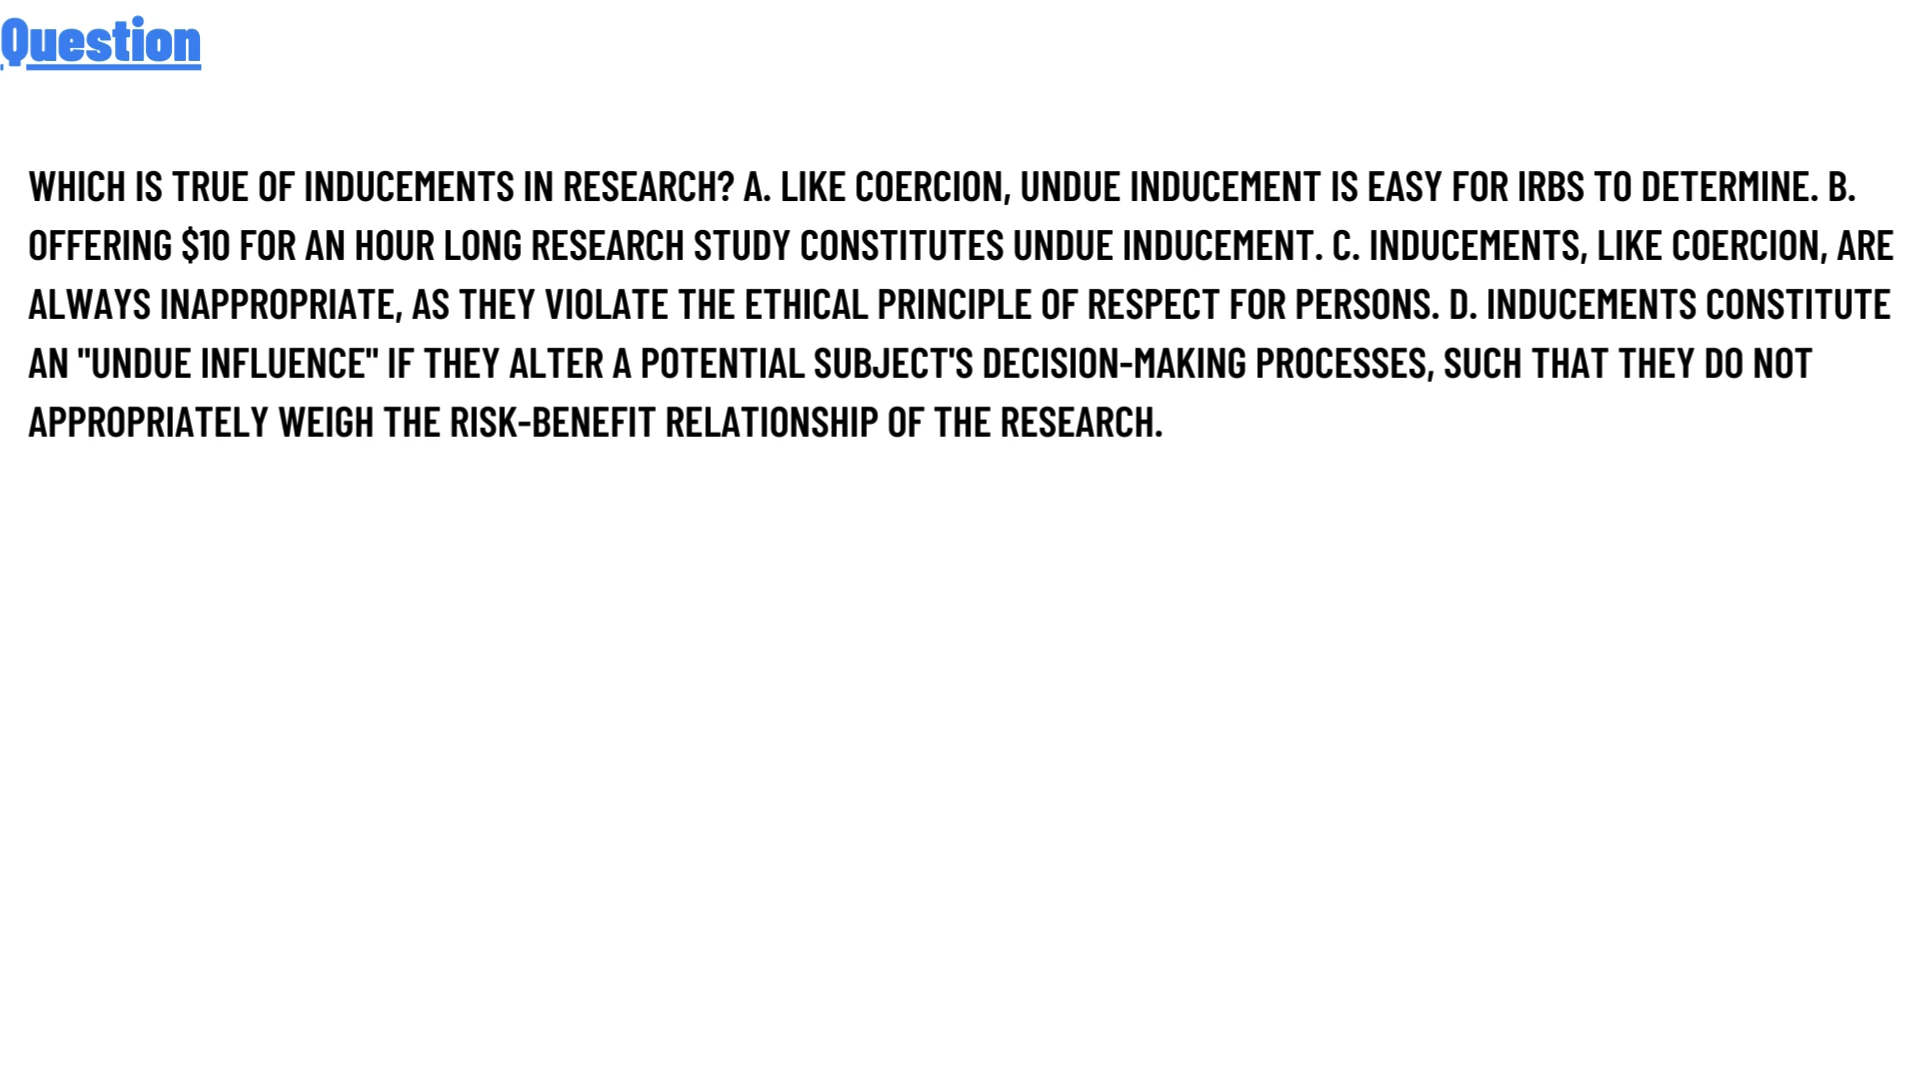 Question
WHICH IS TRUE OF INDUCEMENTS IN RESEARCH? A. LIKE COERCION, UNDUE INDUCEMENT IS EASY FOR IRBS TO DETERMINE. B.
OFFERING $10 FOR AN HOUR LONG RESEARCH STUDY CONSTITUTES UNDUE INDUCEMENT. C. INDUCEMENTS, LIKE COERCION, ARE
ALWAYS INAPPROPRIATE, AS THEY VIOLATE THE ETHICAL PRINCIPLE OF RESPECT FOR PERSONS. D. INDUCEMENTS CONSTITUTE
AN "UNDUE INFLUENCE" IF THEY ALTER A POTENTIAL SUBJECT'S DECISION-MAKING PROCESSES, SUCH THAT THEY DO NOT
APPROPRIATELY WEIGH THE RISK-BENEFIT RELATIONSHIP OF THE RESEARCH.